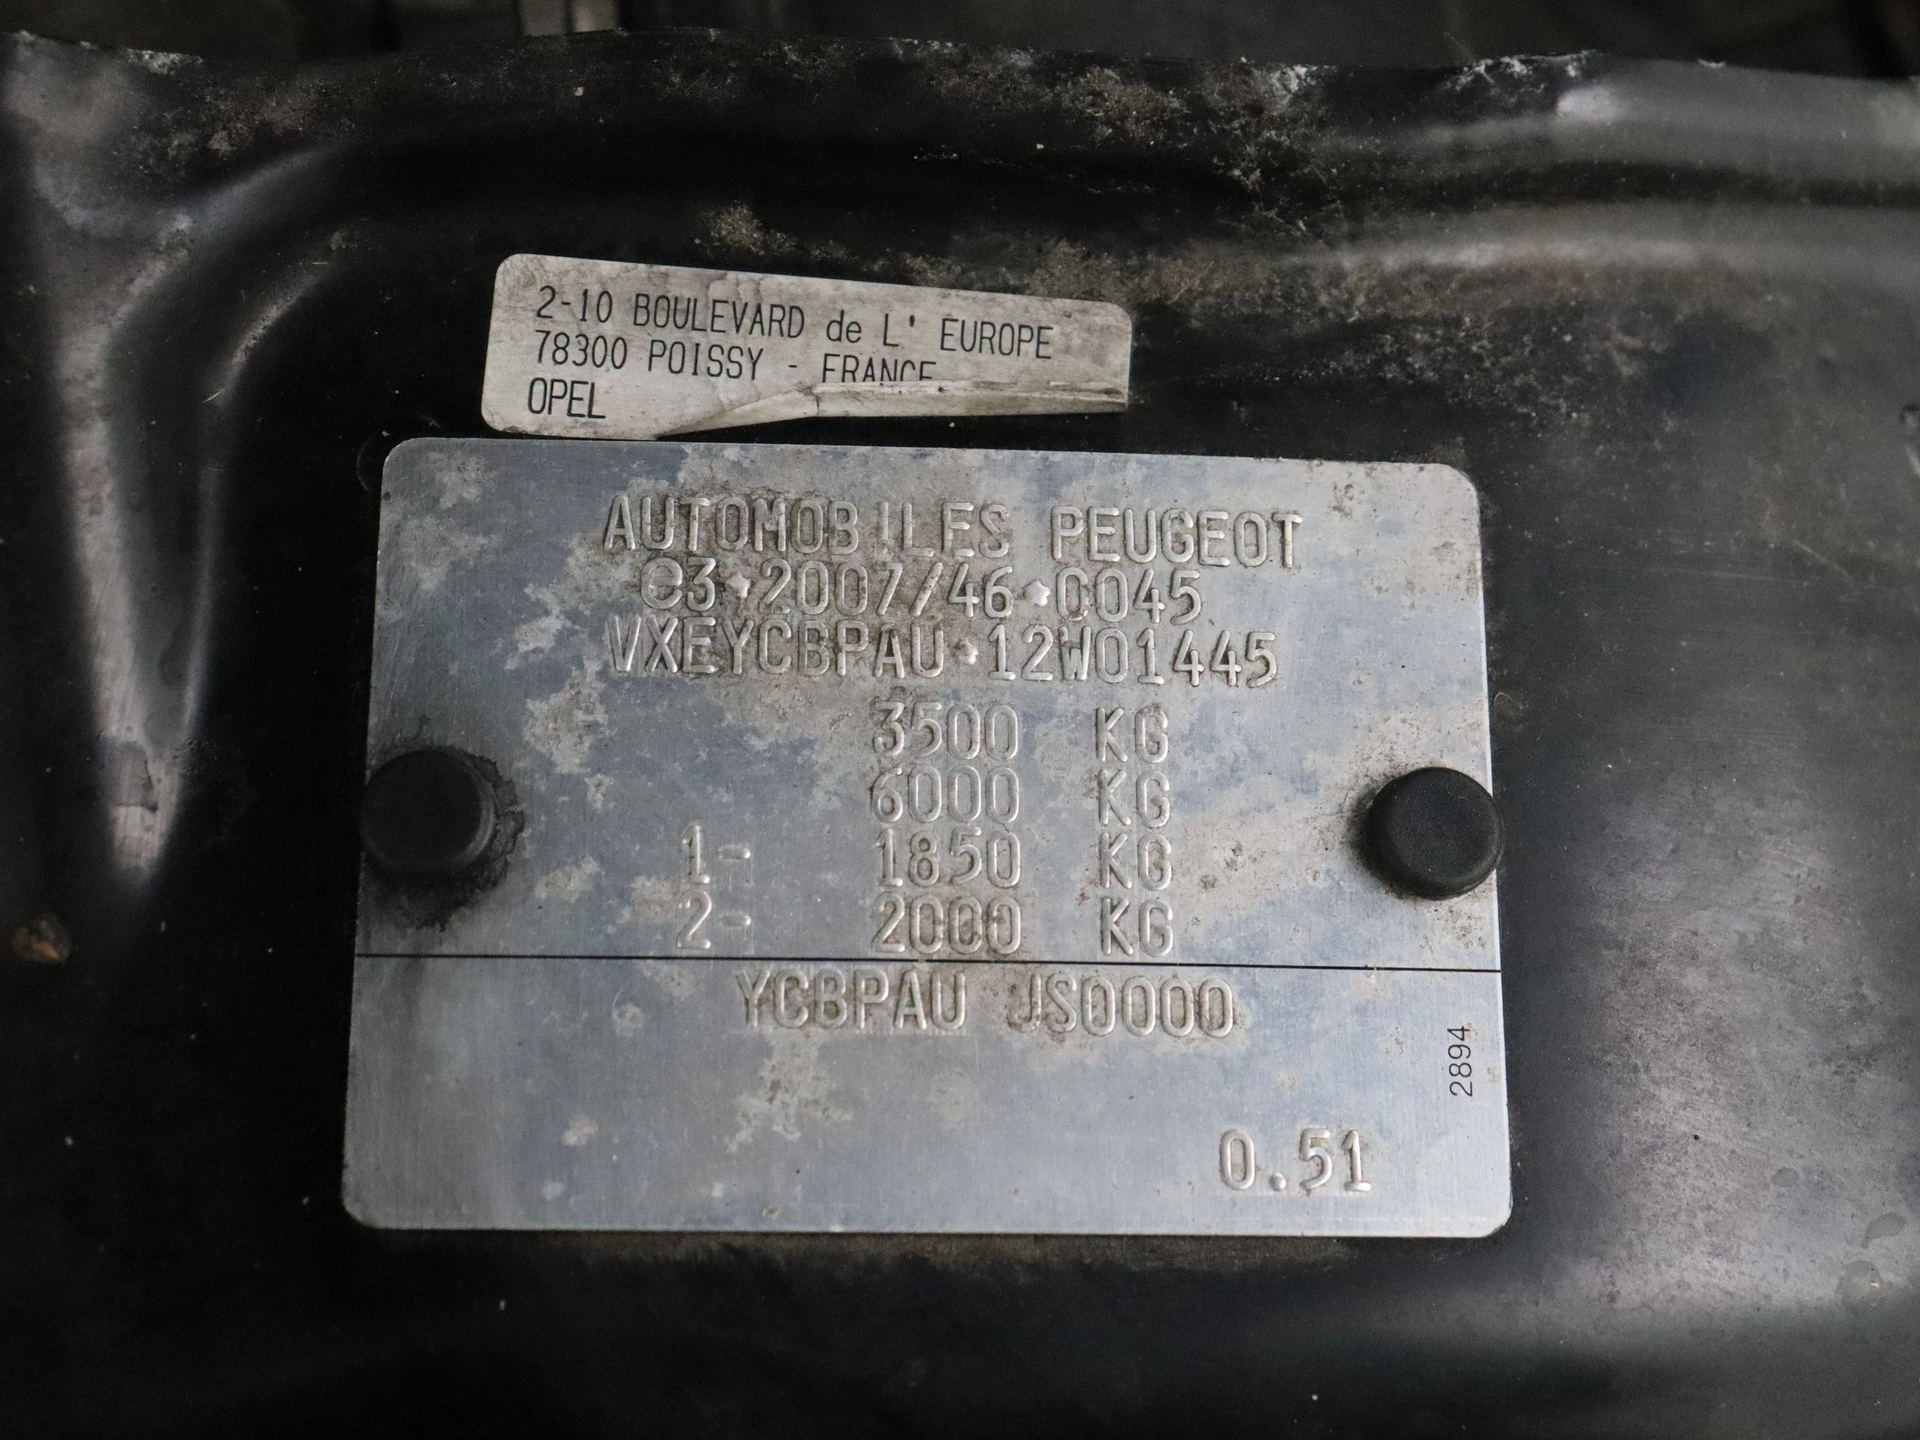 2-10 BOULEVARD de L' EUROPE
78300 POISSY - FRANCE
OPEL
AUTOMOBILES PEUGEOT
e3*2007/46*0045
VXEYCBPAU*12W01445
3500 KG
6000 KG
1- 1850 KG
2- 2000 KG
YCBPAU JS0000
2894
0.51